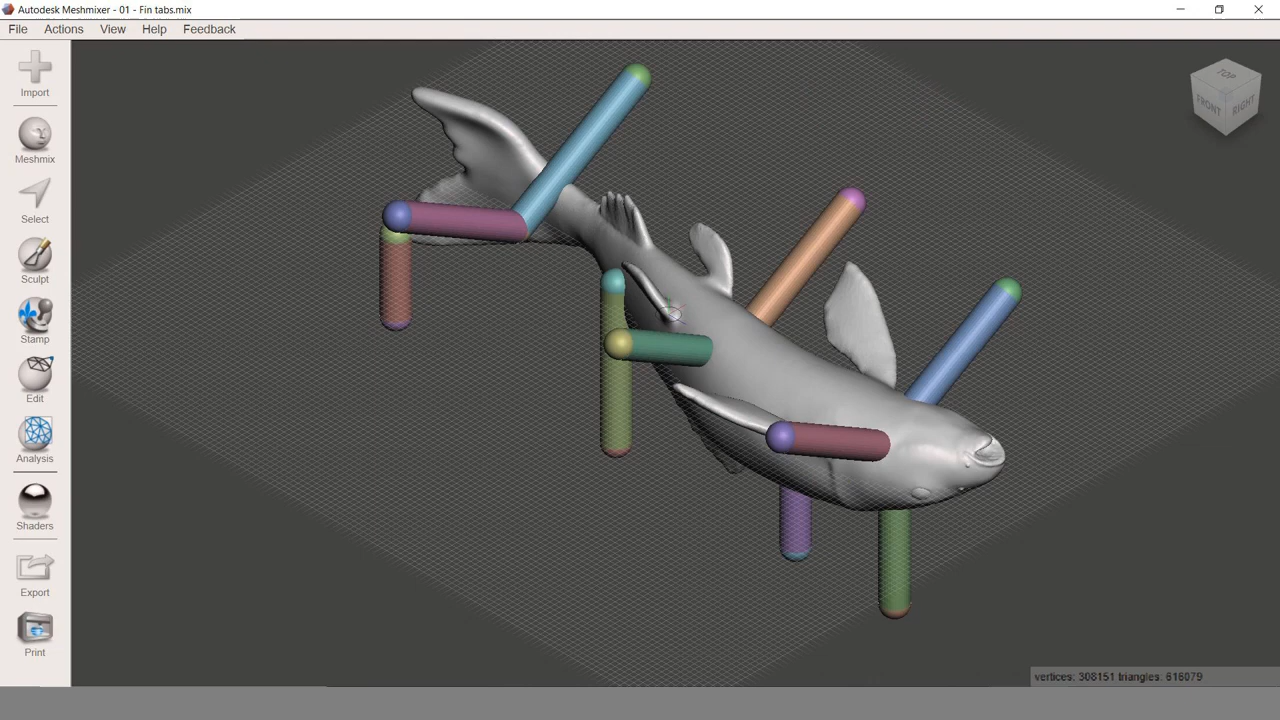 Autodesk Meshmixer - 01 - Fin tabs.mix
File Actions View Help Feedback
Import
Meshmix
Select
Sculpt
Stamp
Edit
Analysis
Shaders
Export
Print
TOP
FRONT RIGHT
vertices: 308151 triangles: 616079